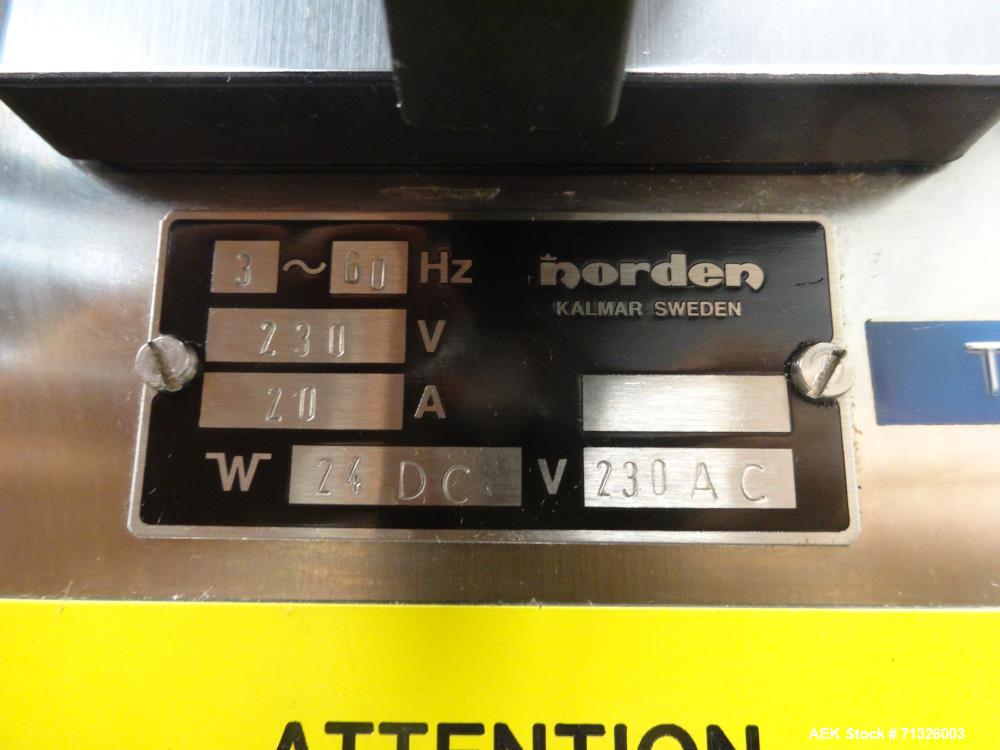 3 ~ 60 Hz
norden
KALMAR SWEDEN
230 V
20 A
W 24 DC V 230 AC
T
ATTENTION
AEK Stock # 71326003